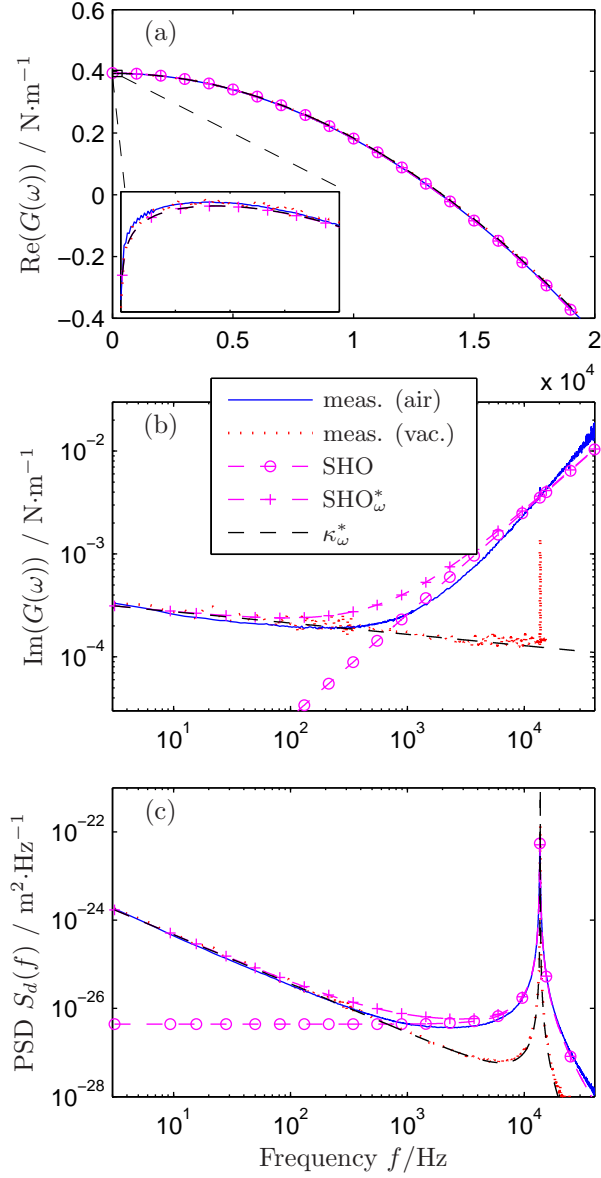 (a)
Re(G(ω)) / N·m⁻¹
0.6
0.4
0.2
0
−0.2
−0.4
0 0.5 1 1.5 2
x 10⁴
(b)
Im(G(ω)) / N·m⁻¹
10⁻²
10⁻³
10⁻⁴
meas. (air)
meas. (vac.)
SHO
SHO*ω
κ*ω
10¹ 10² 10³ 10⁴
(c)
PSD S_d(f) / m²·Hz⁻¹
10⁻²²
10⁻²⁴
10⁻²⁶
10⁻²⁸
10¹ 10² 10³ 10⁴
Frequency f/Hz